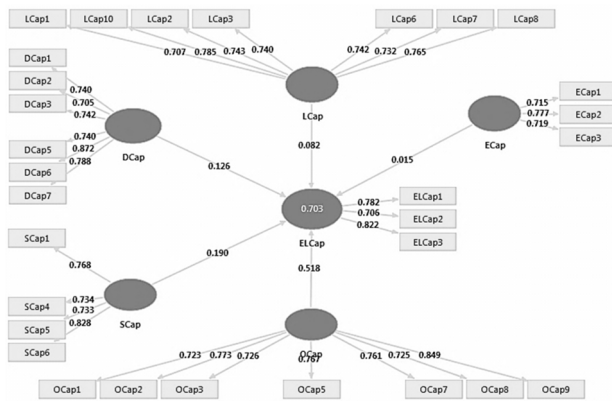 LCap1 LCap10 LCap2 LCap3 LCap6 LCap7 LCap8
0.707 0.785 0.743 0.740 0.742 0.732 0.765
DCap1
DCap2
DCap3
DCap5
DCap6
DCap7
0.740
0.705
0.742
0.740
0.872
0.788
DCap
LCap
ECap
0.715
0.777
0.719
ECap1
ECap2
ECap3
0.126
0.082
0.015
0.703
ELCap
0.782
0.706
0.822
ELCap1
ELCap2
ELCap3
SCap1
0.768
SCap4
SCap5
SCap6
0.734
0.733
0.828
SCap
0.190
0.518
OCap
0.723 0.773 0.726 0.767 0.761 0.725 0.849
OCap1 OCap2 OCap3 OCap5 OCap7 OCap8 OCap9